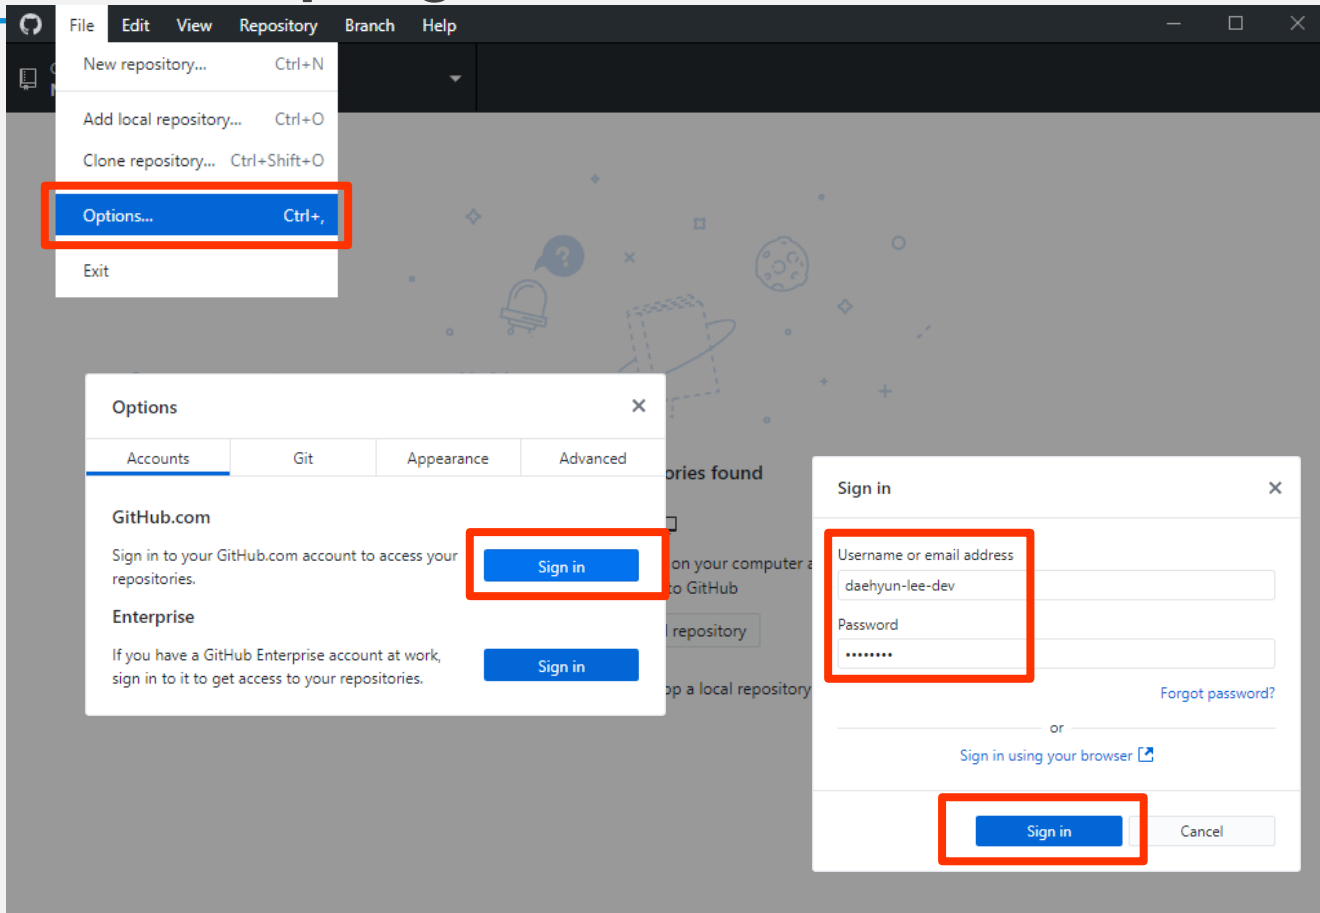 File Edit View Repository Branch Help
New repository... Ctrl+N
Add local repository... Ctrl+O
Clone repository... Ctrl+Shift+O
Options... Ctrl+,
Exit
Options
Accounts Git Appearance Advanced
GitHub.com
Sign in to your GitHub.com account to access your
repositories.
Sign in
Enterprise
If you have a GitHub Enterprise account at work,
sign in to it to get access to your repositories.
Sign in
found
on your computer
to GitHub
repository
a local repository
Sign in
Username or email address
daehyun-lee-dev
Password
••••••••
Forgot password?
or
Sign in using your browser
Sign in Cancel